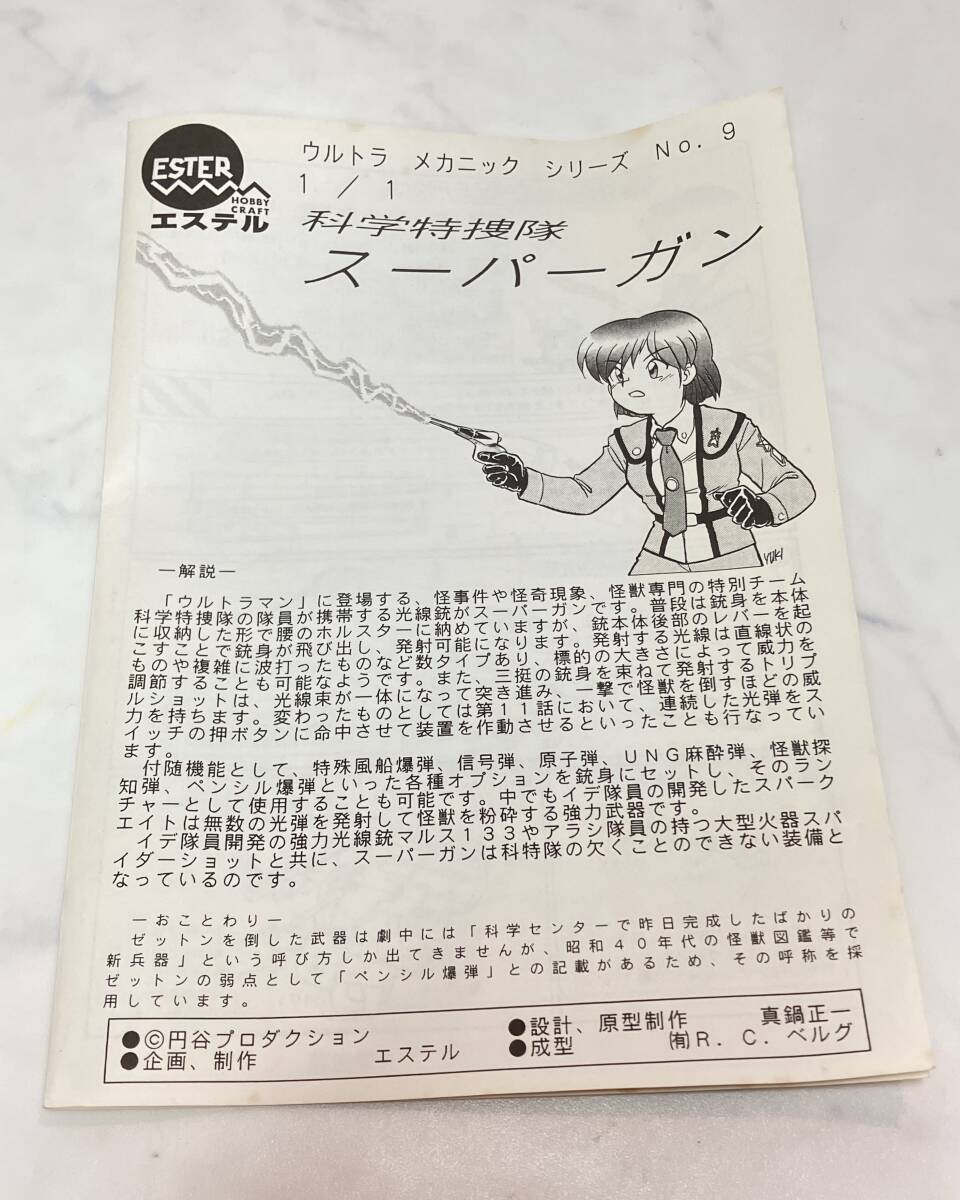 ESTER
HOBBY
CRAFT
エステル
ウルトラ メカニック シリーズ No. 9
1 / 1
科学特捜隊
スーパーガン
YUKI
―解説―
「ウルトラマン」に登場する、怪事件や怪奇現象、怪獣専門の特別チーム
科学特捜隊の隊員が携帯する光線銃がスーパーガンです。普段は銃身を本体
に収納した形で腰のホルスターに納めていますが、銃本体後部のレバーを起
こすことで銃身が飛び出し、発射可能になります。発射する光線は直線状の
ものや複雑に波打ったものなど数タイプあり、標的の大きさによって威力を
調節することも可能なようです。また、三挺の銃身を束ねて発射するトリプ
ルショットは、光線束が一体になって突き進み、一撃で怪獣を倒すほどの威
力を持ちます。変わったものとしては第11話において、連続した光弾をス
イッチの押ボタンに命中させて装置を作動させるといったことも行なってい
ます。
付随機能として、特殊風船爆弾、信号弾、原子弾、UNG麻酔弾、怪獣探
知弾、ペンシル爆弾といった各種オプションを銃身にセットし、そのラン
チャーとして使用することも可能です。中でもイデ隊員の開発したスパーク
エイトは無数の光弾を発射して怪獣を粉砕する強力武器です。
イデ隊員開発の強力光線銃マルス133やアラシ隊員の持つ大型火器スパ
イダーショットと共に、スーパーガンは科特隊の欠くことのできない装備と
なっているのです。
―おことわり―
ゼットンを倒した武器は劇中には「科学センターで昨日完成したばかりの
新兵器」という呼び方しか出てきませんが、昭和40年代の怪獣図鑑等で
ゼットンの弱点として「ペンシル爆弾」との記載があるため、その呼称を採
用しています。
●©円谷プロダクション
●企画、制作 エステル
●設計、原型制作 真鍋正一
●成型 ㈲R.C.ベルグ